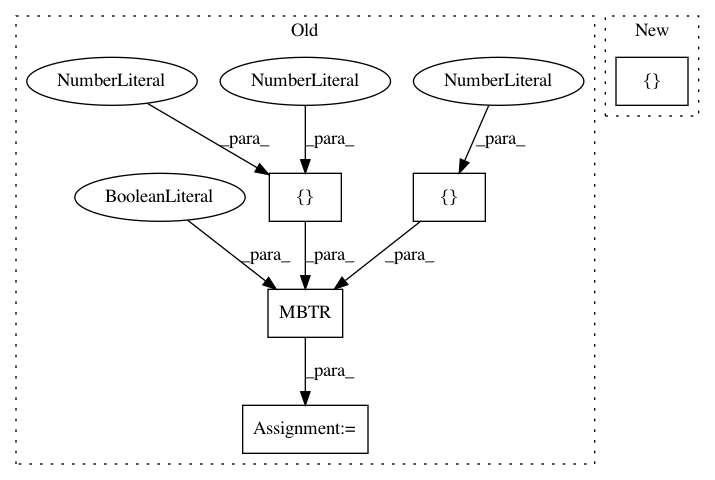 Old
New
NumberLiteral
NumberLiteral
NumberLiteral
{}
_para_
_para_
_para_
BooleanLiteral
{}
{}
_para_
_para_
_para_
MBTR
_para_
Assignment:=